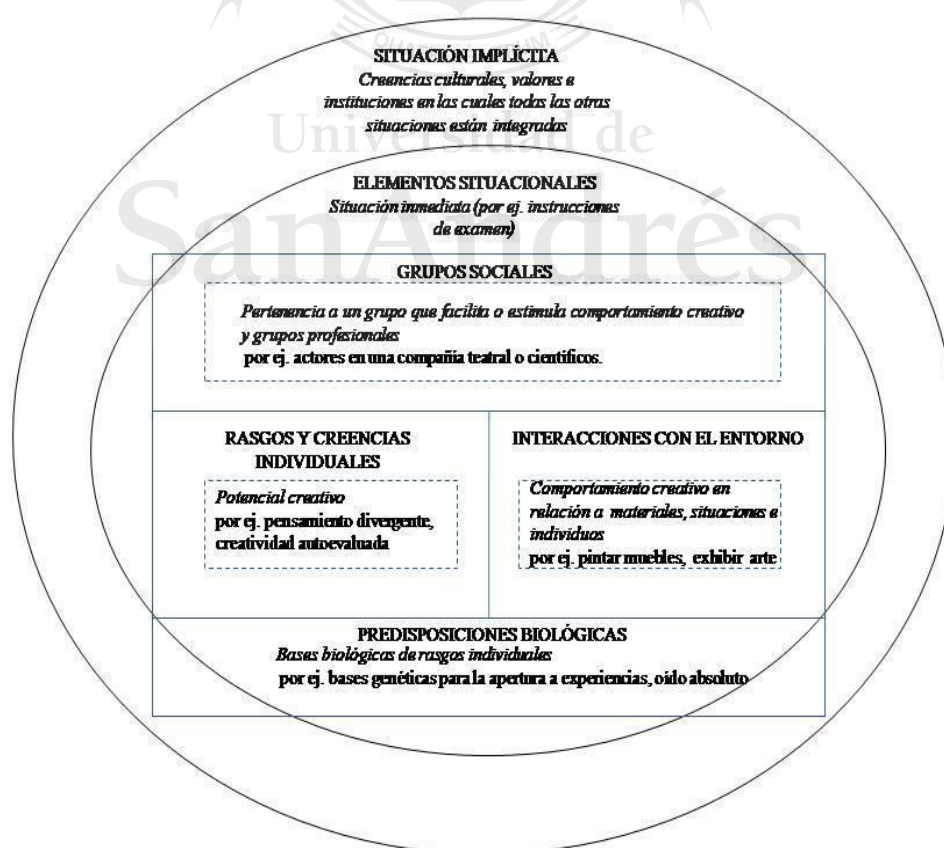 SITUACIÓN IMPLÍCITA
Creencias culturales, valores e
instituciones en las cuales todas las otras
situaciones están integradas
Universidad de
SanAndrés
ELEMENTOS SITUACIONALES
Situación inmediata (por ej. instrucciones
de examen)
GRUPOS SOCIALES
Pertenencia a un grupo que facilita o estimula comportamiento creativo
y grupos profesionales
por ej. actores en una compañía teatral o científicos.
RASGOS Y CREENCIAS
INDIVIDUALES
Potencial creativo
por ej. pensamiento divergente,
creatividad autoevaluada
INTERACCIONES CON EL ENTORNO
Comportamiento creativo en
relación a materiales, situaciones e
individuos
por ej. pintar muebles, exhibir arte
PREDISPOSICIONES BIOLÓGICAS
Bases biológicas de rasgos individuales
por ej. bases genéticas para la apertura a experiencias, oído absoluto